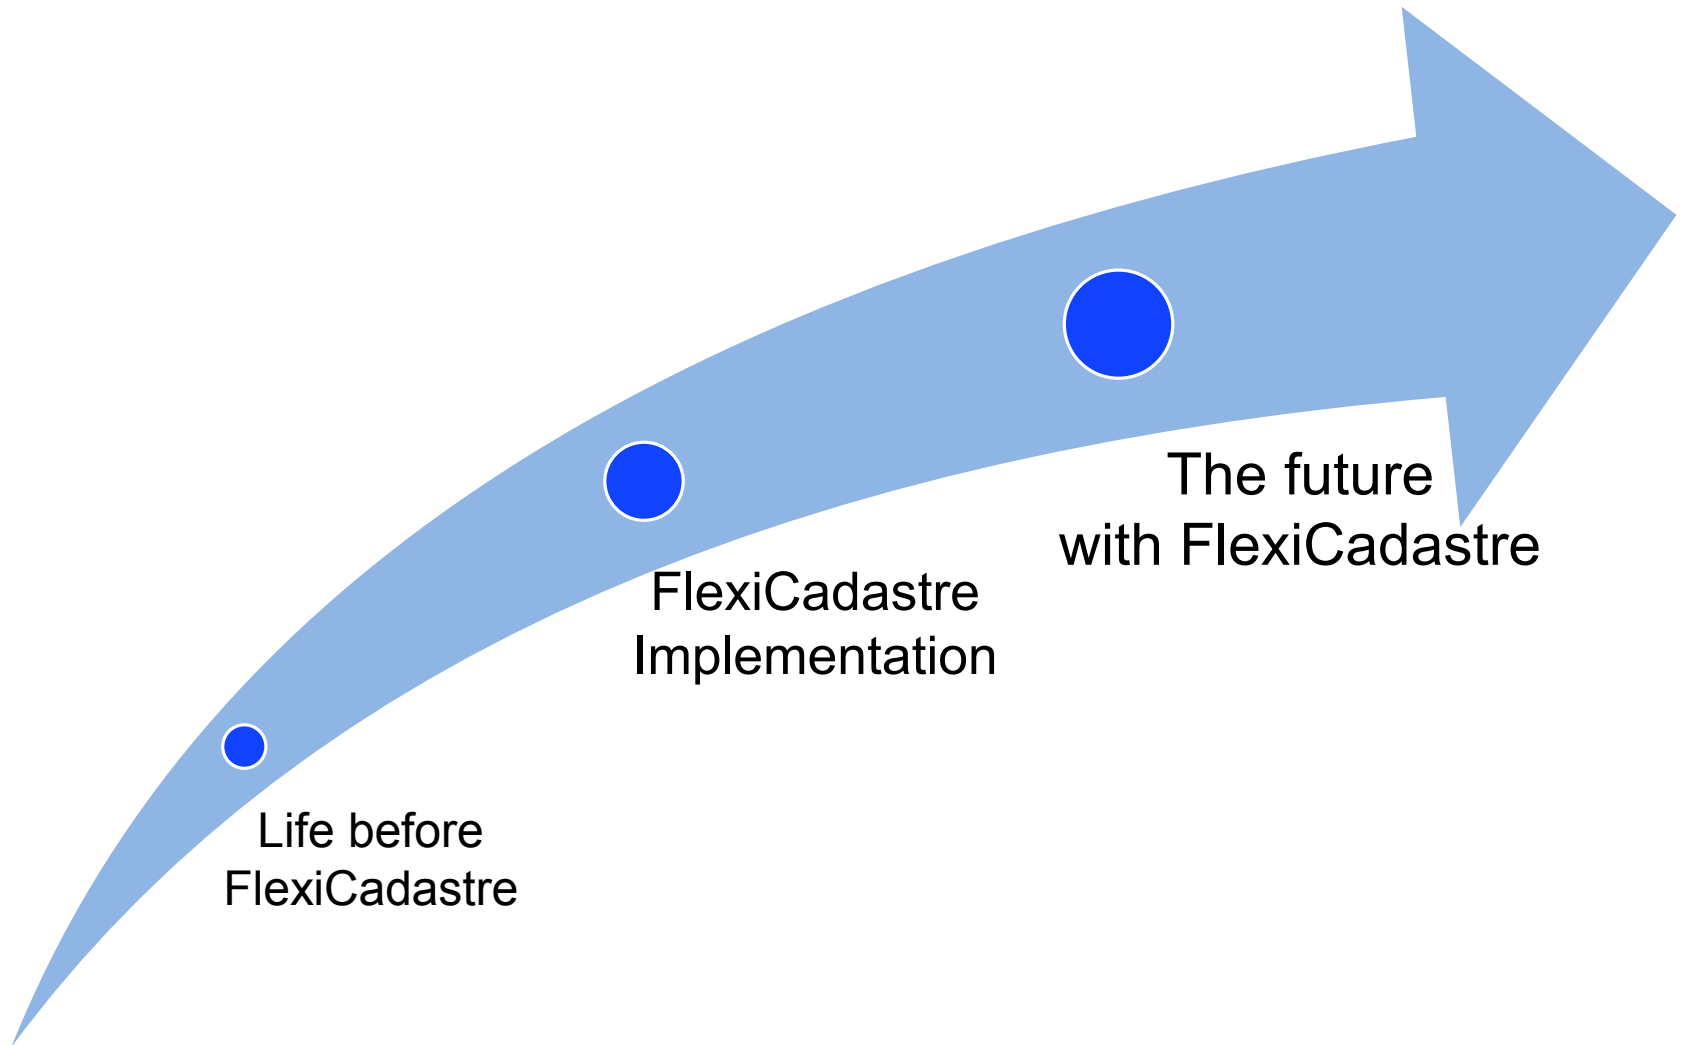 Life before
FlexiCadastre
FlexiCadastre
Implementation
The future
with FlexiCadastre